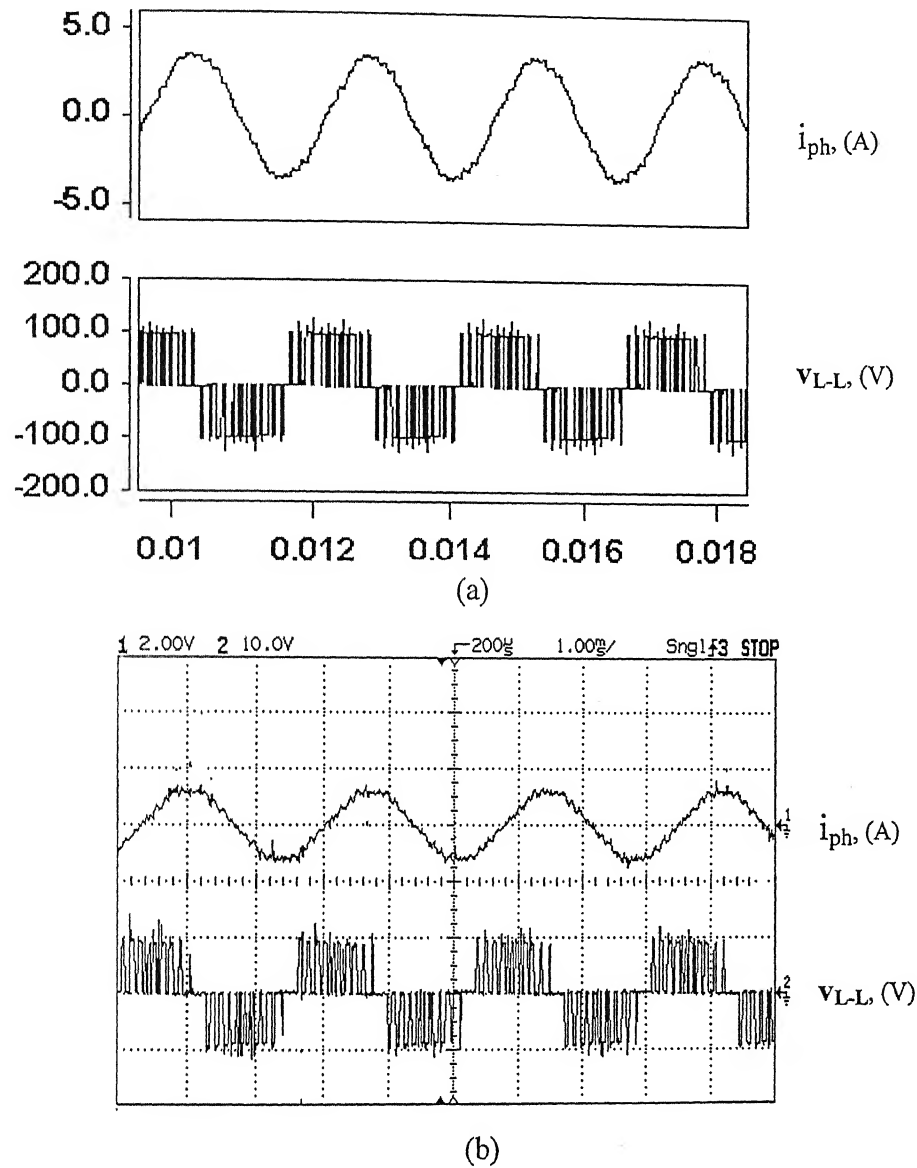 5.0
0.0
-5.0
i_ph, (A)
200.0
100.0
0.0
-100.0
-200.0
v_L-L, (V)
0.01 0.012 0.014 0.016 0.018
(a)
1 2.00V 2 10.0V -200µs 1.00ms/ Sngl f3 STOP
1
i_ph, (A)
2
v_L-L, (V)
(b)